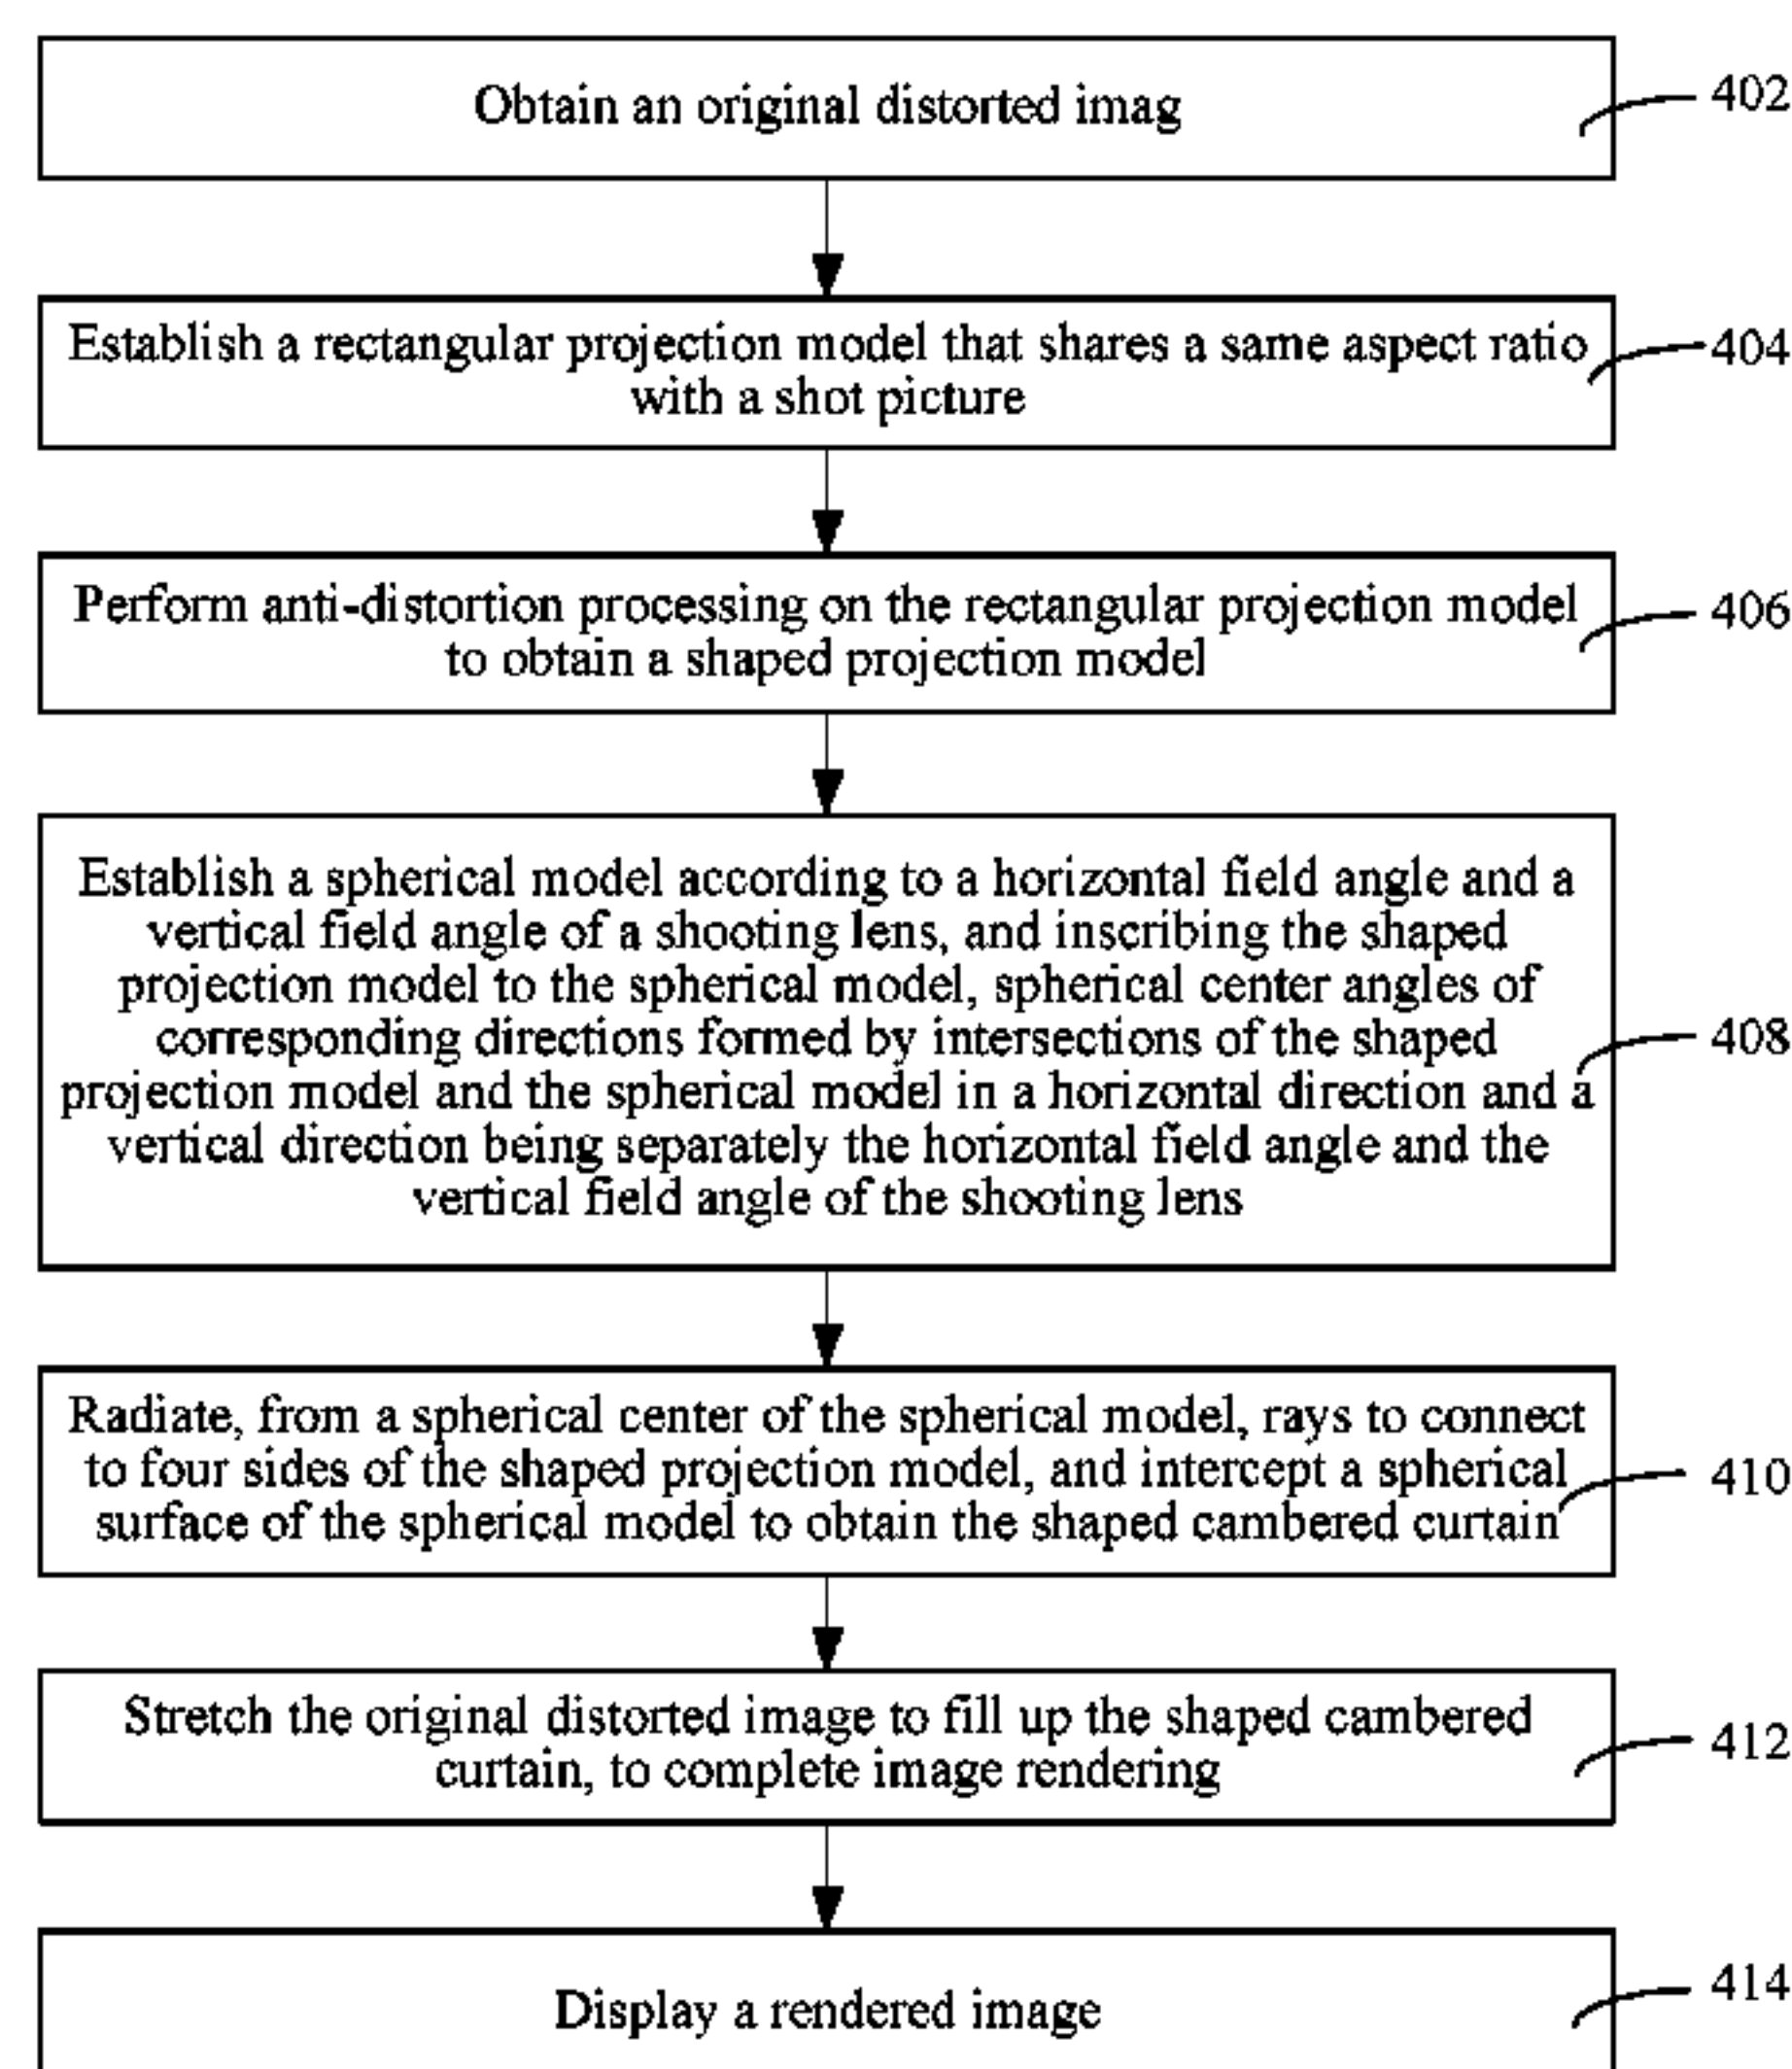 Obtain an original distorted imag
402
Establish a rectangular projection model that shares a same aspect ratio
with a shot picture
404
Perform anti-distortion processing on the rectangular projection model
to obtain a shaped projection model
406
Establish a spherical model according to a horizontal field angle and a
vertical field angle of a shooting lens, and inscribing the shaped
projection model to the spherical model, spherical center angles of
corresponding directions formed by intersections of the shaped
projection model and the spherical model in a horizontal direction and a
vertical direction being separately the horizontal field angle and the
vertical field angle of the shooting lens
408
Radiate, from a spherical center of the spherical model, rays to connect
to four sides of the shaped projection model, and intercept a spherical
surface of the spherical model to obtain the shaped cambered curtain
410
Stretch the original distorted image to fill up the shaped cambered
curtain, to complete image rendering
412
Display a rendered image
414